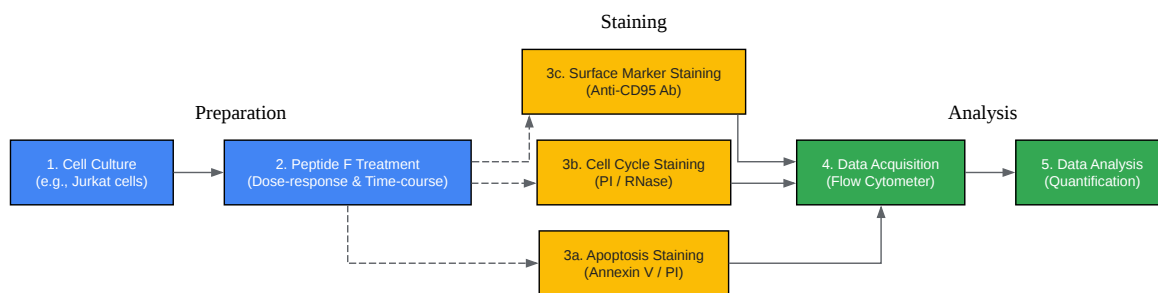 Staining
3c. Surface Marker Staining
(Anti-CD95 Ab)
Preparation
Analysis
1. Cell Culture
(e.g., Jurkat cells)
2. Peptide F Treatment
(Dose-response & Time-course)
3b. Cell Cycle Staining
(PI / RNase)
4. Data Acquisition
(Flow Cytometer)
5. Data Analysis
(Quantification)
3a. Apoptosis Staining
(Annexin V / PI)